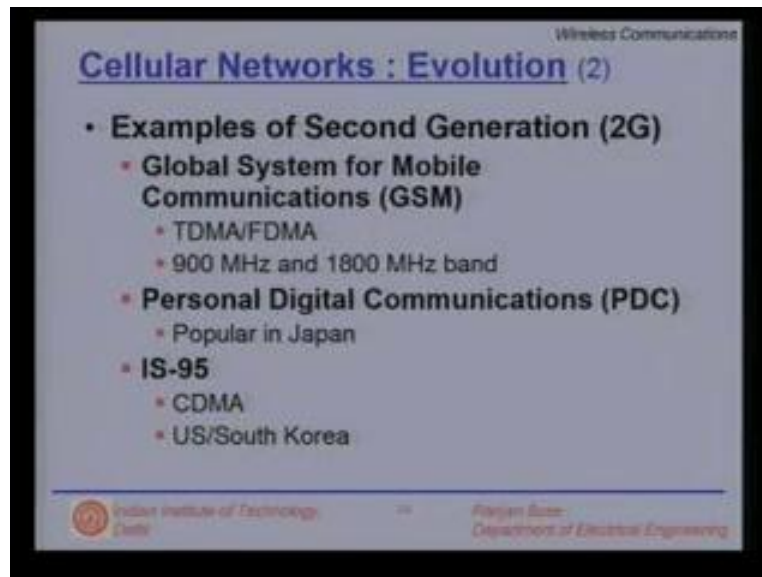 Wireless Communications
Cellular Networks : Evolution (2)
• Examples of Second Generation (2G)
• Global System for Mobile
Communications (GSM)
• TDMA/FDMA
• 900 MHz and 1800 MHz band
• Personal Digital Communications (PDC)
• Popular in Japan
• IS-95
• CDMA
• US/South Korea
Indian Institute of Technology, Ranjan Bose
Delhi Department of Electrical Engineering